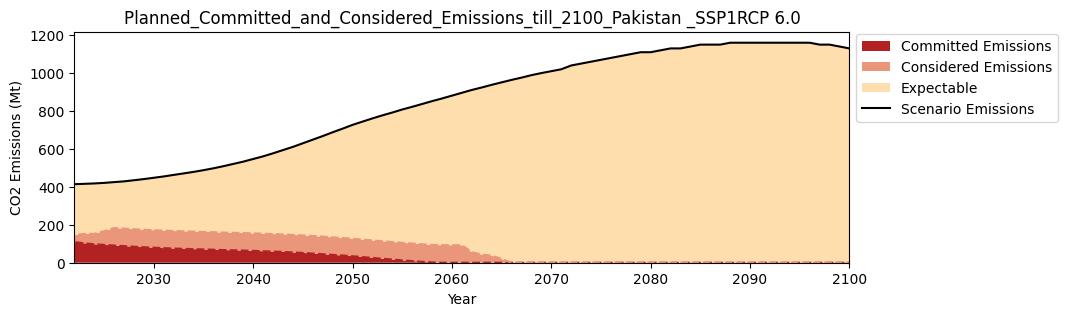 Planned_Committed_and_Considered_Emissions_till_2100_Pakistan _SSP1RCP 6.0
CO2 Emissions (Mt)
1200
1000
800
600
400
200
0
2030 2040 2050 2060 2070 2080 2090 2100
Year
Committed Emissions
Considered Emissions
Expectable
Scenario Emissions